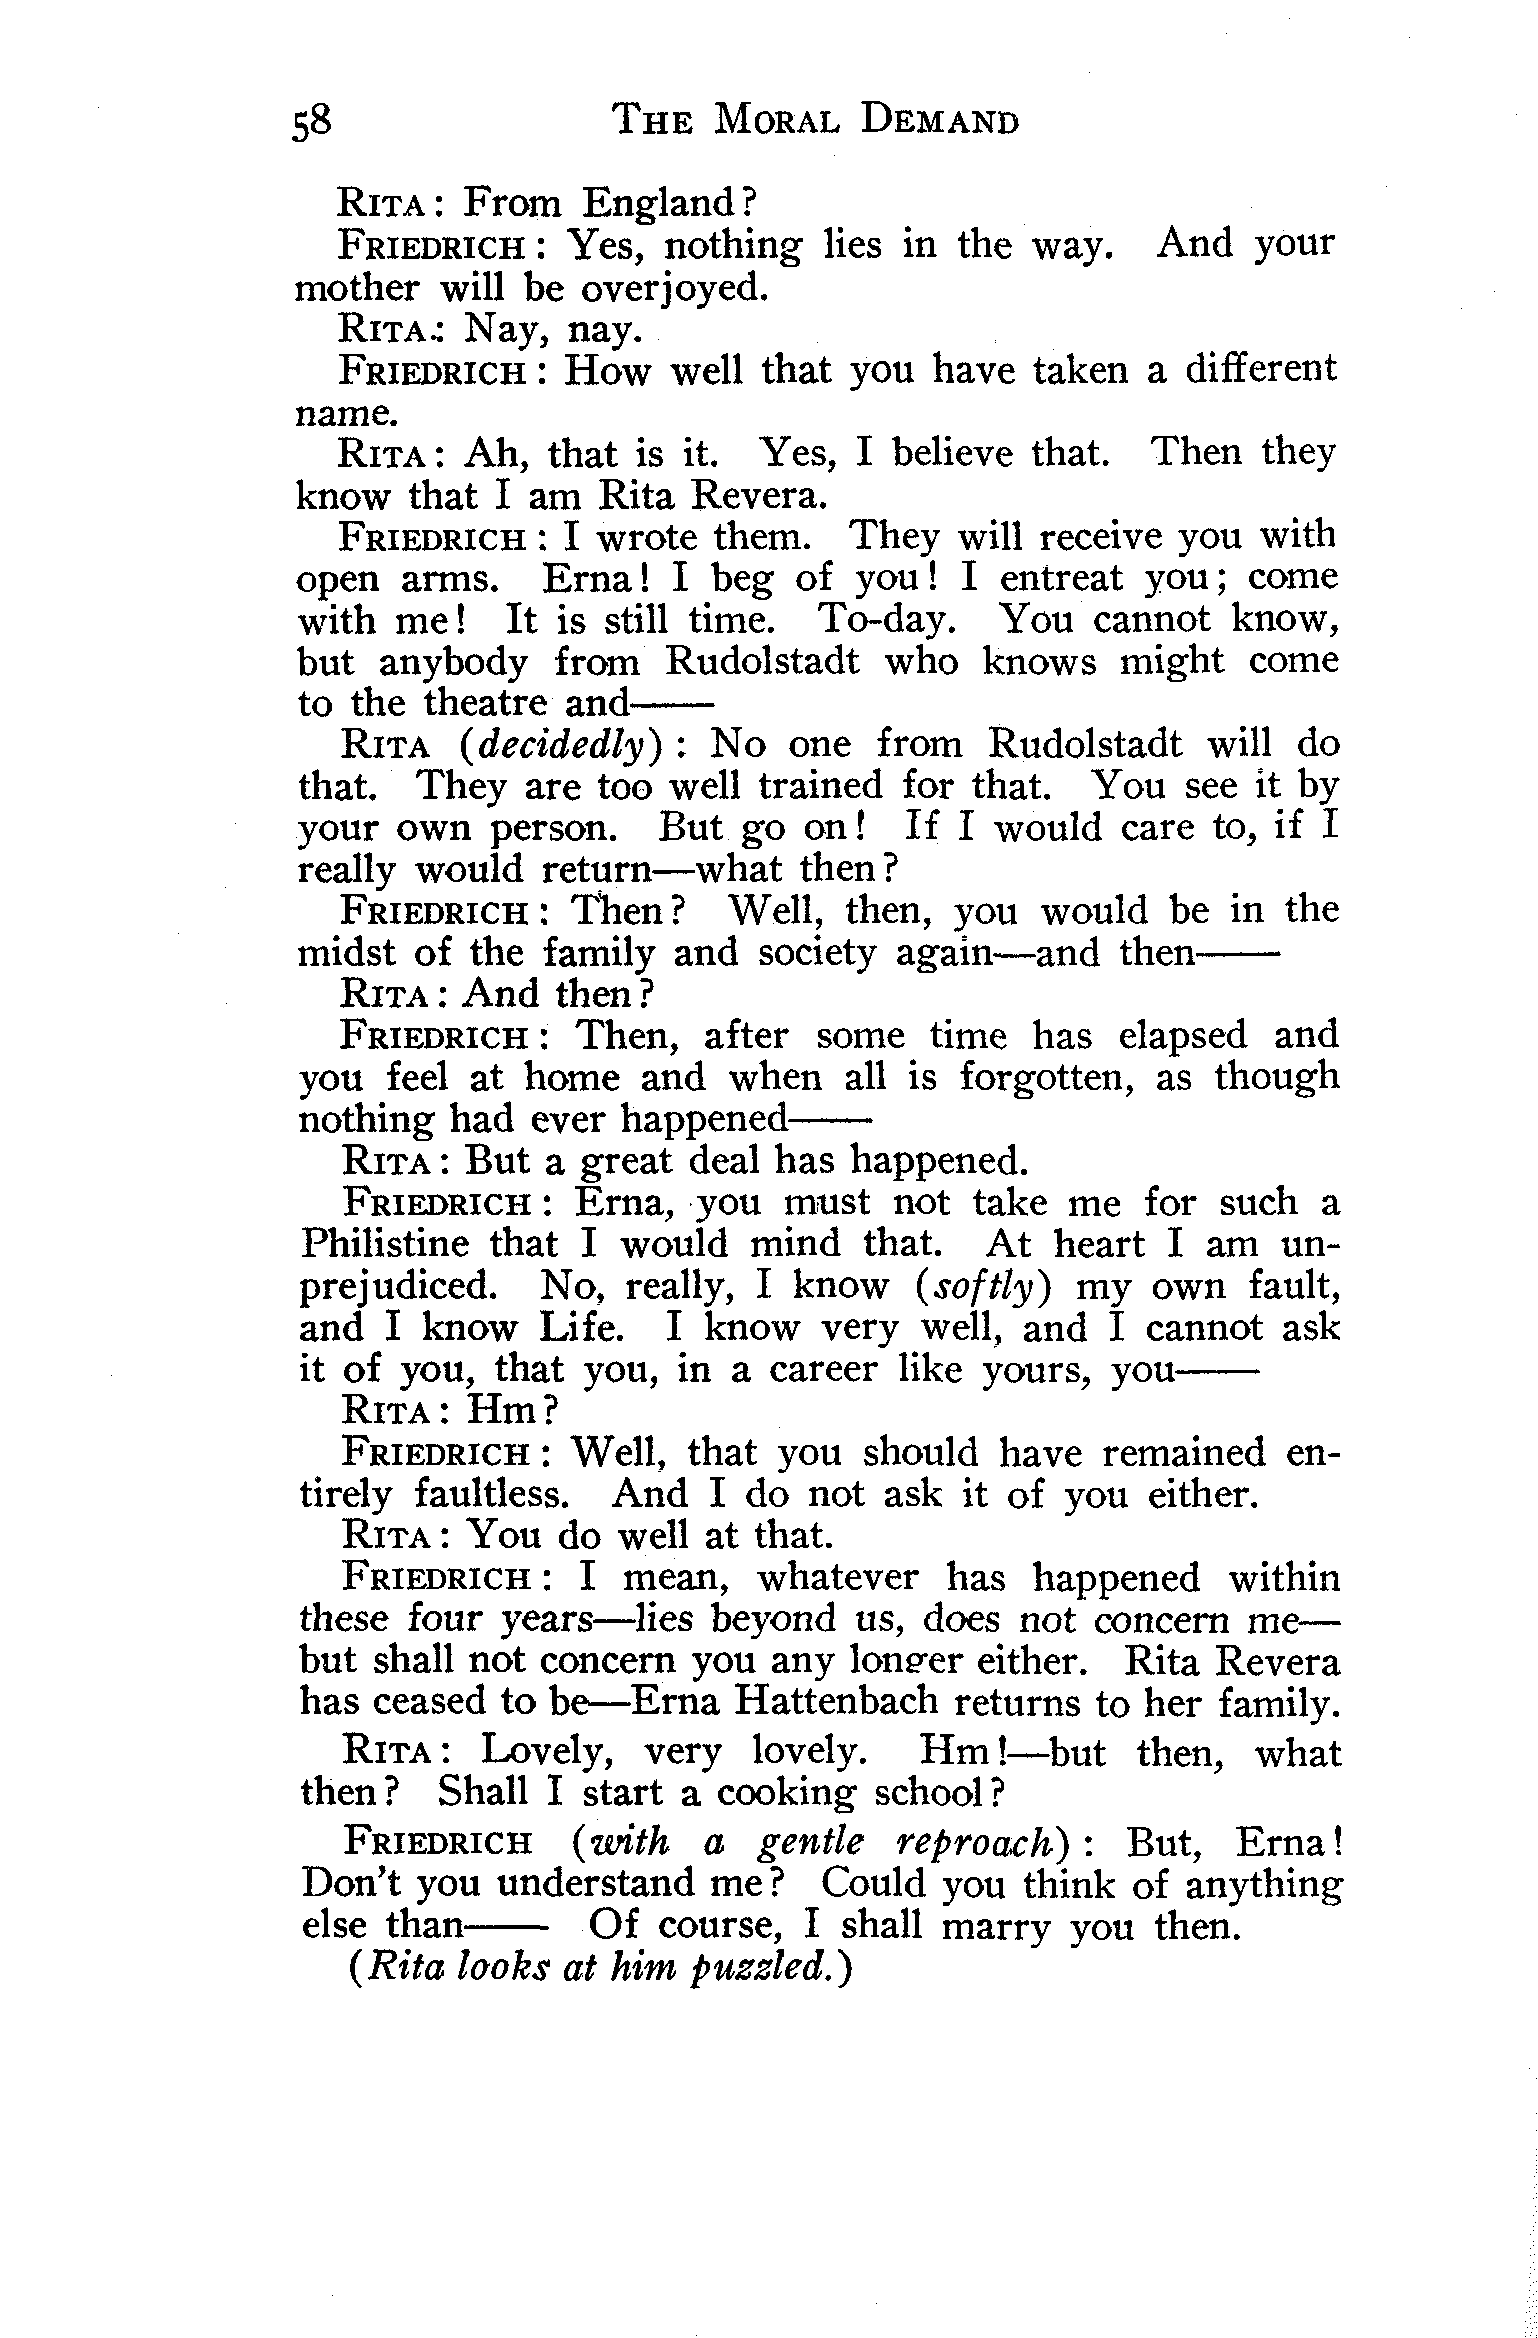 58 THE MORAL DEMAND
RITA: From England?
FRIEDRICH: Yes, nothing lies in the way. And your
mother will be overjoyed.
RITA.: Nay, nay.
FRIEDRICH: How well that you have taken a different
name.
RITA: Ah, that is it. Yes, I believe that. Then they
know that I am Rita Revera.
FRIEDRICH: I wrote them. They will receive you with
open arms. Erna! I beg of you! I entreat you; come
with me! It is still time. To-day. You cannot know,
but anybody from Rudolstadt who knows might come
to the theatre and——
RITA (decidedly): No one from Rudolstadt will do
that. They are too well trained for that. You see it by
your own person. But go on! If I would care to, if I
really would return—what then?
FRIEDRICH: Then? Well, then, you would be in the
midst of the family and society again—and then——
RITA: And then?
FRIEDRICH: Then, after some time has elapsed and
you feel at home and when all is forgotten, as though
nothing had ever happened——
RITA: But a great deal has happened.
FRIEDRICH: Erna, you must not take me for such a
Philistine that I would mind that. At heart I am un-
prejudiced. No, really, I know (softly) my own fault,
and I know Life. I know very well, and I cannot ask
it of you, that you, in a career like yours, you——
RITA: Hm?
FRIEDRICH: Well, that you should have remained en-
tirely faultless. And I do not ask it of you either.
RITA: You do well at that.
FRIEDRICH: I mean, whatever has happened within
these four years—lies beyond us, does not concern me—
but shall not concern you any longer either. Rita Revera
has ceased to be—Erna Hattenbach returns to her family.
RITA: Lovely, very lovely. Hm!—but then, what
then? Shall I start a cooking school?
FRIEDRICH (with a gentle reproach): But, Erna!
Don't you understand me? Could you think of anything
else than—— Of course, I shall marry you then.
(Rita looks at him puzzled.)